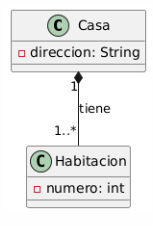 C Casa
direccion: String
1
tiene
1..*
C Habitacion
numero: int